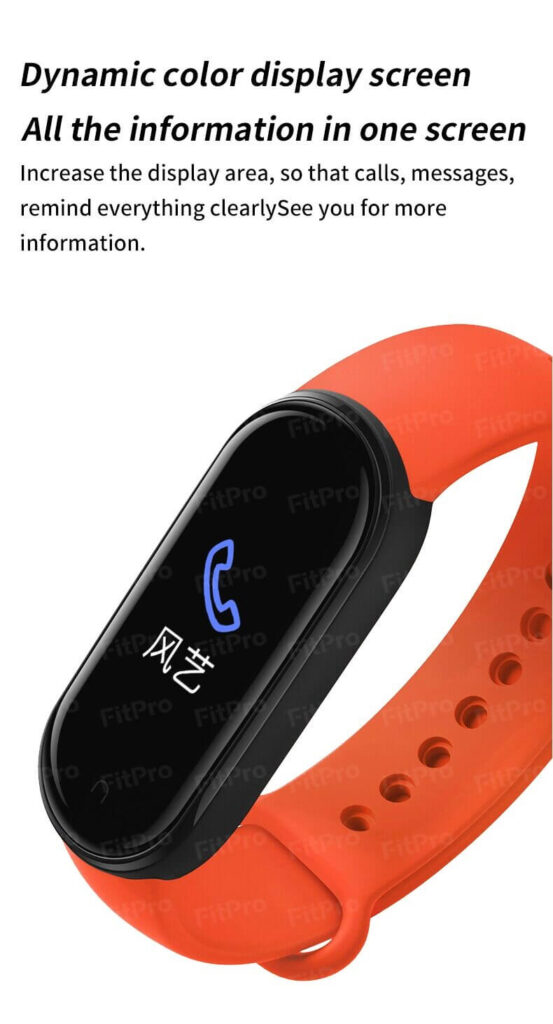 Dynamic color display screen
All the information in one screen
Increase the display area, so that calls, messages,
remind everything clearlySee you for more
information.
风艺
FitPro